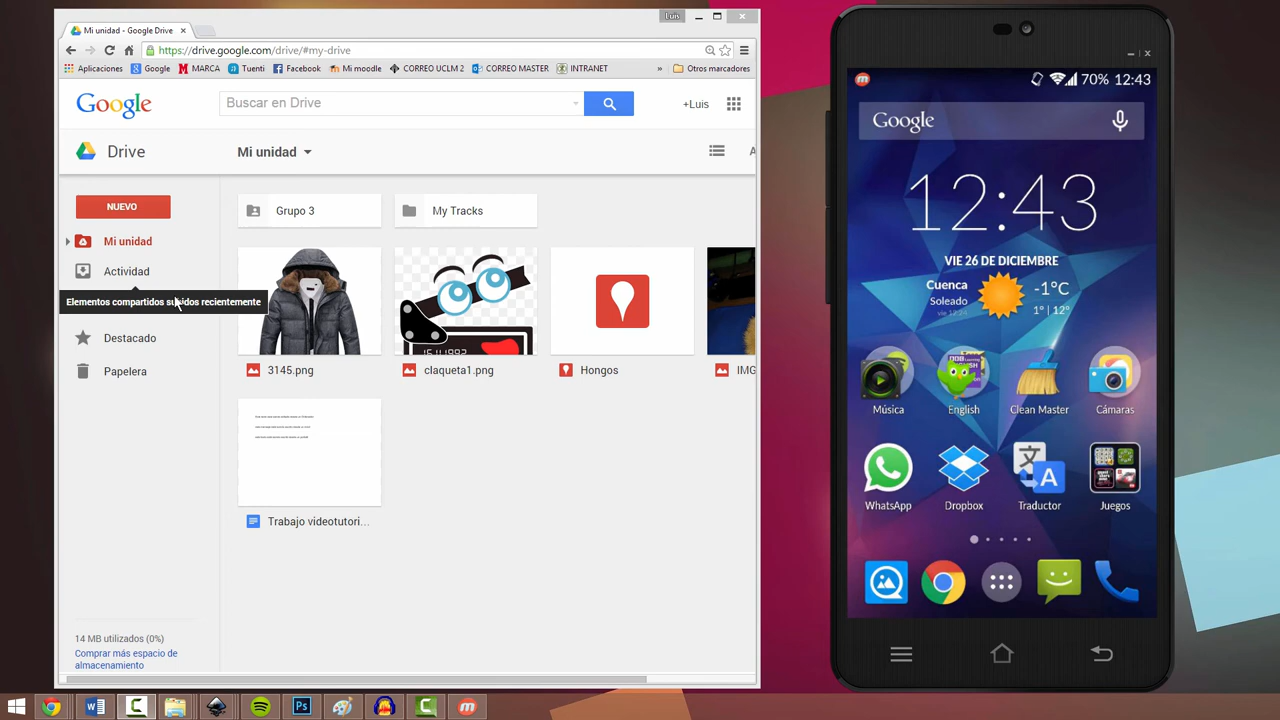 Luis
Mi unidad - Google Drive
https://drive.google.com/drive/#my-drive
Aplicaciones
Google
MARCA
Tuenti
Facebook
Mi moodle
CORREO UCLM 2
CORREO MASTER
INTRANET
»
Otros marcadores
Google
Buscar en Drive
+Luis
Drive
Mi unidad
NUEVO
Mi unidad
Actividad
Elementos compartidos su idos recientemente
Destacado
Papelera
Grupo 3
My Tracks
3145.png
claqueta1.png
Hongos
IMG
Trabajo videotutori...
14 MB utilizados (0%)
Comprar más espacio de
almacenamiento
70% 12:43
Google
12:43
VIE 26 DE DICIEMBRE
Cuenca
Soleado
-1°C
1° | 12°
Música
English
Clean Master
Cámaras
WhatsApp
Dropbox
Traductor
Juegos